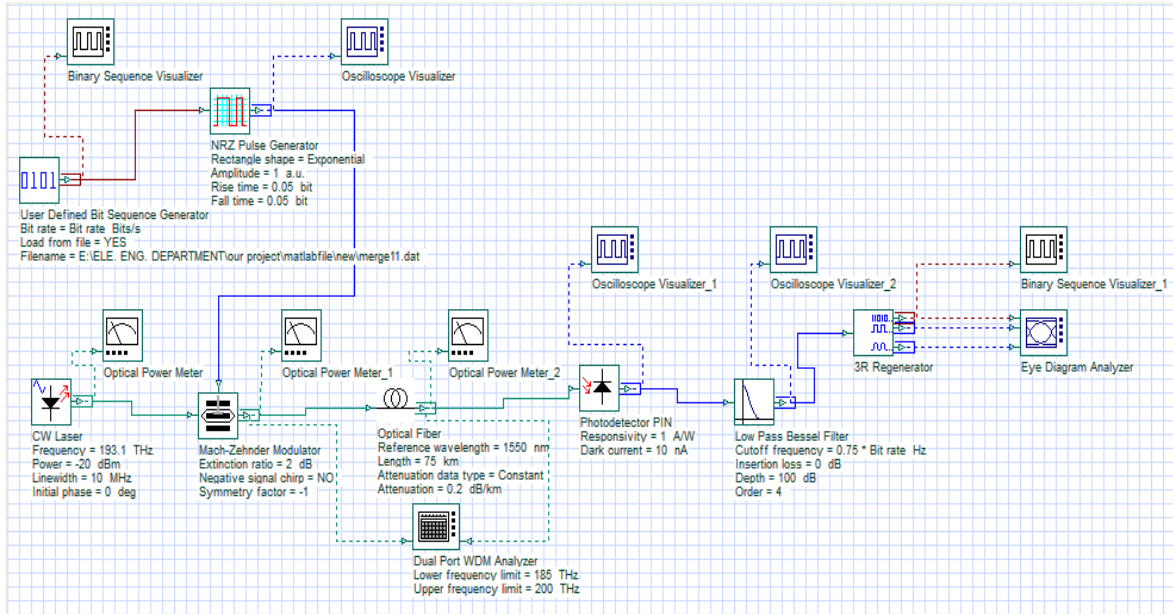 Binary Sequence Visualizer
Oscilloscope Visualizer
NRZ Pulse Generator
Rectangle shape = Exponential
Amplitude = 1 a.u.
Rise time = 0.05 bit
Fall time = 0.05 bit
0101
User Defined Bit Sequence Generator
Bit rate = Bit rate Bits/s
Load from file = YES
Filename = E:\ELE. ENG. DEPARTMENT\our project\matlabfile\new\merge11.dat
Oscilloscope Visualizer_1
Oscilloscope Visualizer_2
Binary Sequence Visualizer_1
Optical Power Meter
Optical Power Meter_1
Optical Power Meter_2
3R Regenerator
Eye Diagram Analyzer
CW Laser
Frequency = 193.1 THz
Power = -20 dBm
Linewidth = 10 MHz
Initial phase = 0 deg
Mach-Zehnder Modulator
Extinction ratio = 2 dB
Negative signal chirp = NO
Symmetry factor = -1
Optical Fiber
Reference wavelength = 1550 nm
Length = 75 km
Attenuation data type = Constant
Attenuation = 0.2 dB/km
Photodetector PIN
Responsivity = 1 A/W
Dark current = 10 nA
Low Pass Bessel Filter
Cutoff frequency = 0.75 * Bit rate Hz
Insertion loss = 0 dB
Depth = 100 dB
Order = 4
Dual Port WDM Analyzer
Lower frequency limit = 185 THz
Upper frequency limit = 200 THz